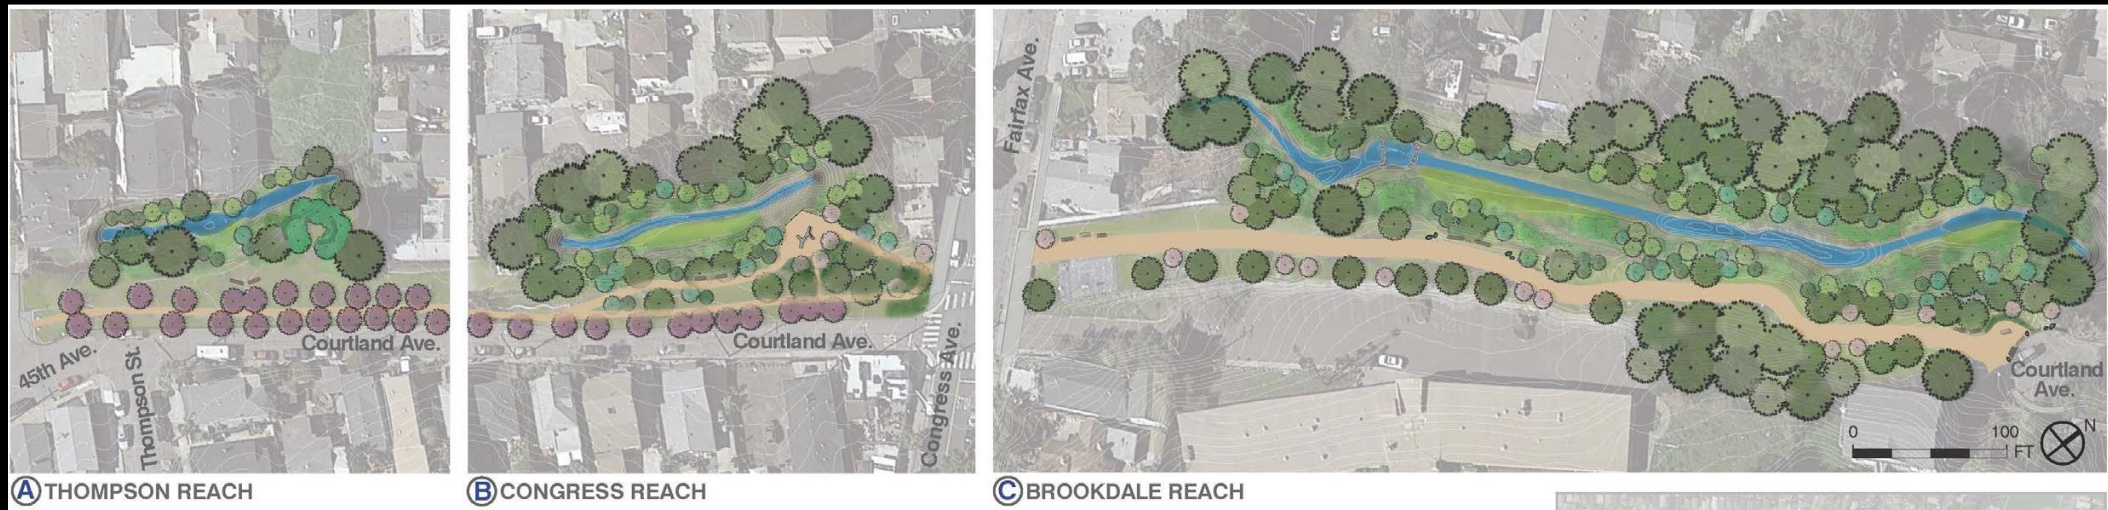 45th Ave.
Thompson St.
Courtland Ave.
A THOMPSON REACH
Courtland Ave.
Congress Ave.
B CONGRESS REACH
Fairfax Ave.
Courtland
Ave.
0 100 FT
N
C BROOKDALE REACH